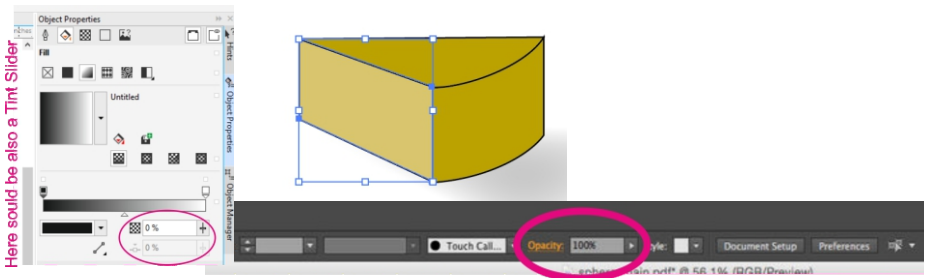 Object Properties
Here sould be also a Tint Slider
Fill
Untitled
0 %
0 %
Hints
Object Properties
Object Manager
Touch Call...
Opacity:
100%
Style:
Document Setup
Preferences
56,1% (RGB/Preview)